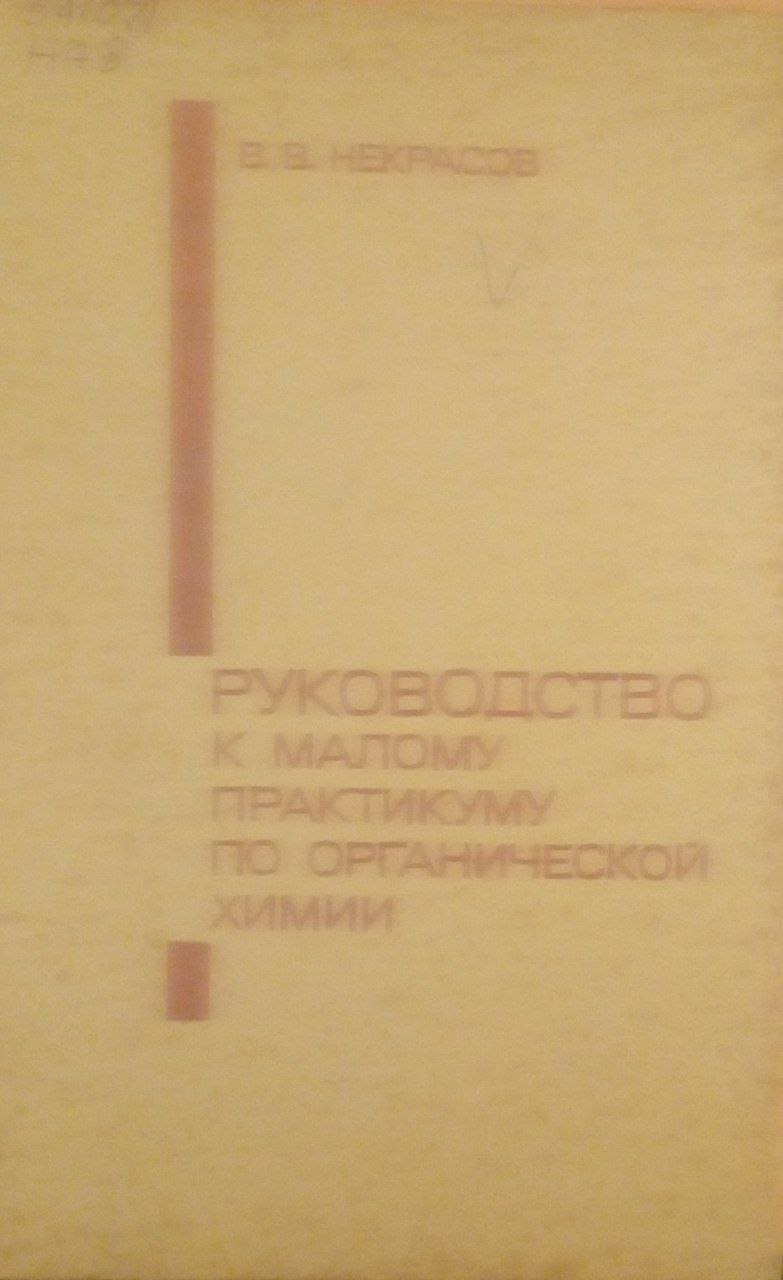 В. В. НЕКРАСОВ
РУКОВОДСТВО
К МАЛОМУ
ПРАКТИКУМУ
ПО ОРГАНИЧЕСКОЙ
ХИМИИ